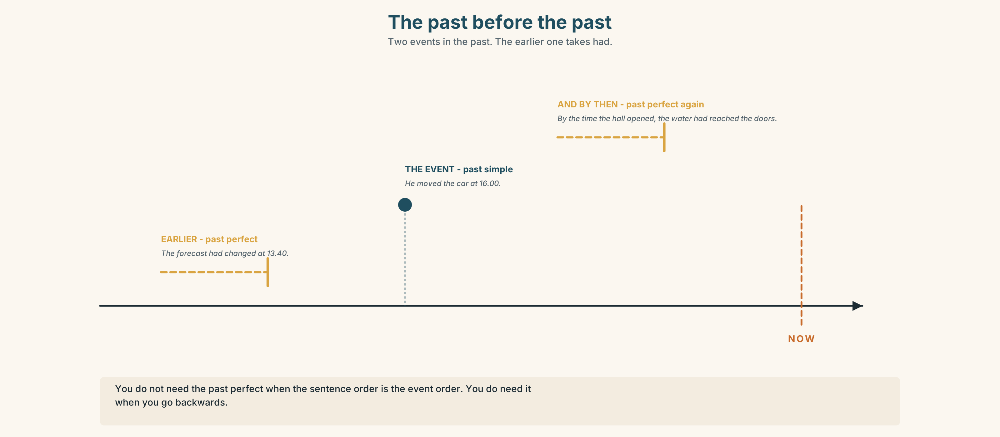 The past before the past
Two events in the past. The earlier one takes had.
AND BY THEN - past perfect again
By the time the hall opened, the water had reached the doors.
THE EVENT - past simple
He moved the car at 16.00.
EARLIER - past perfect
The forecast had changed at 13.40.
NOW
You do not need the past perfect when the sentence order is the event order. You do need it
when you go backwards.